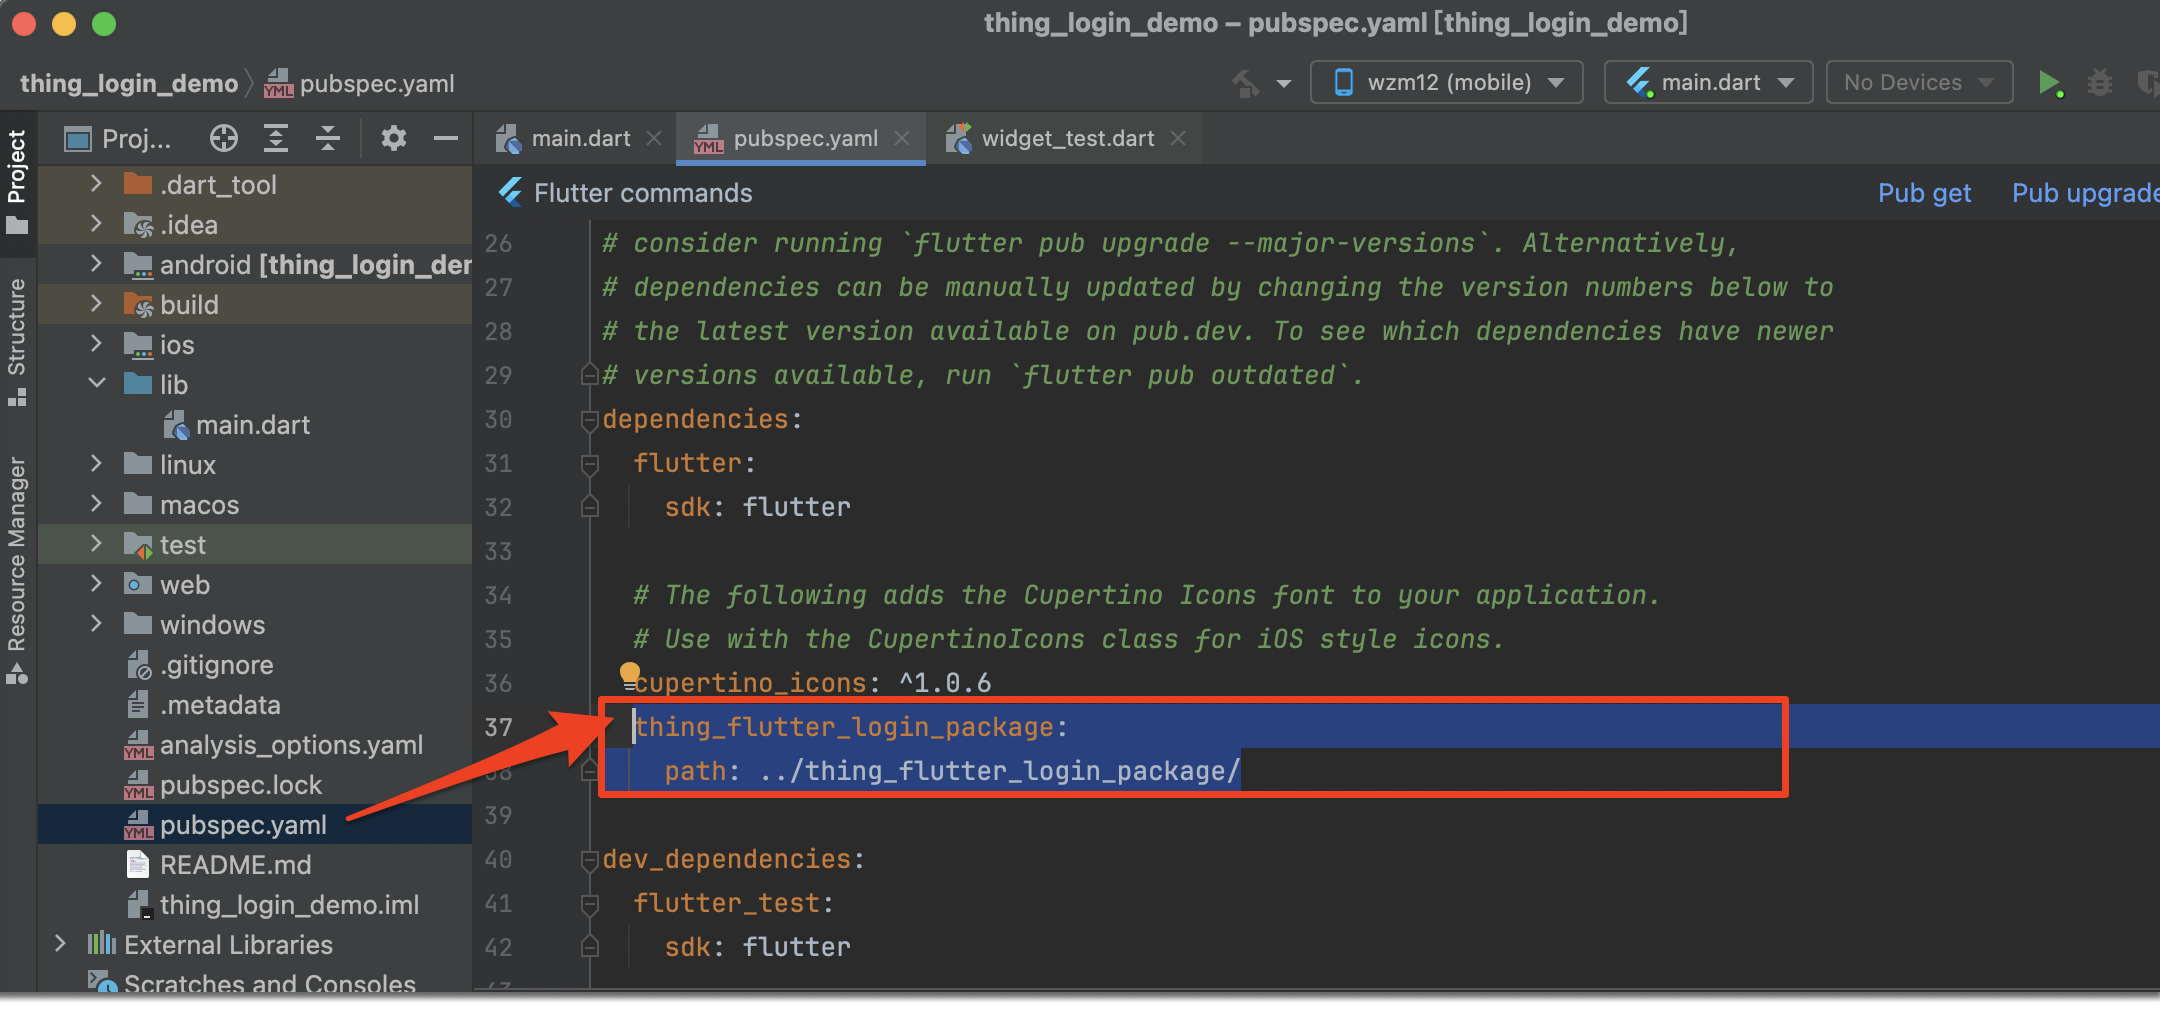 thing_login_demo – pubspec.yaml [thing_login_demo]
thing_login_demo
YML pubspec.yaml
wzm12 (mobile)
main.dart
No Devices
Project
Structure
Resource Manager
Proj...
main.dart
YML pubspec.yaml
widget_test.dart
Flutter commands
Pub get
Pub upgrade
.dart_tool
.idea
android [thing_login_der
build
ios
lib
main.dart
linux
macos
test
web
windows
.gitignore
.metadata
YML analysis_options.yaml
YML pubspec.lock
YML pubspec.yaml
README.md
thing_login_demo.iml
External Libraries
Scratches and Consoles
26 # consider running `flutter pub upgrade --major-versions`. Alternatively,
27 # dependencies can be manually updated by changing the version numbers below to
28 # the latest version available on pub.dev. To see which dependencies have newer
29 # versions available, run `flutter pub outdated`.
30 dependencies:
31 flutter:
32 sdk: flutter
33
34 # The following adds the Cupertino Icons font to your application.
35 # Use with the CupertinoIcons class for iOS style icons.
36 cupertino_icons: ^1.0.6
37 thing_flutter_login_package:
38 path: ../thing_flutter_login_package/
39
40 dev_dependencies:
41 flutter_test:
42 sdk: flutter